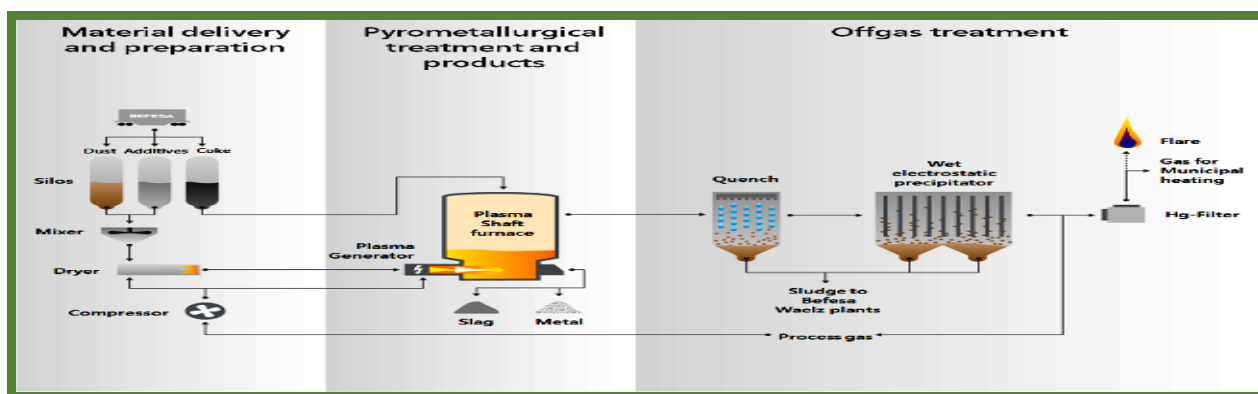 Material delivery
and preparation
Pyrometallurgical
treatment and
products
Offgas treatment
BEFESA
Dust Additives Coke
Silos
Mixer
Dryer
Compressor
Plasma
Generator
Plasma
Shaft
furnace
Slag
Metal
Quench
Wet
electrostatic
precipitator
Sludge to
Befesa
Waelz plants
Process gas
Flare
Gas for
Municipal
heating
Hg-Filter